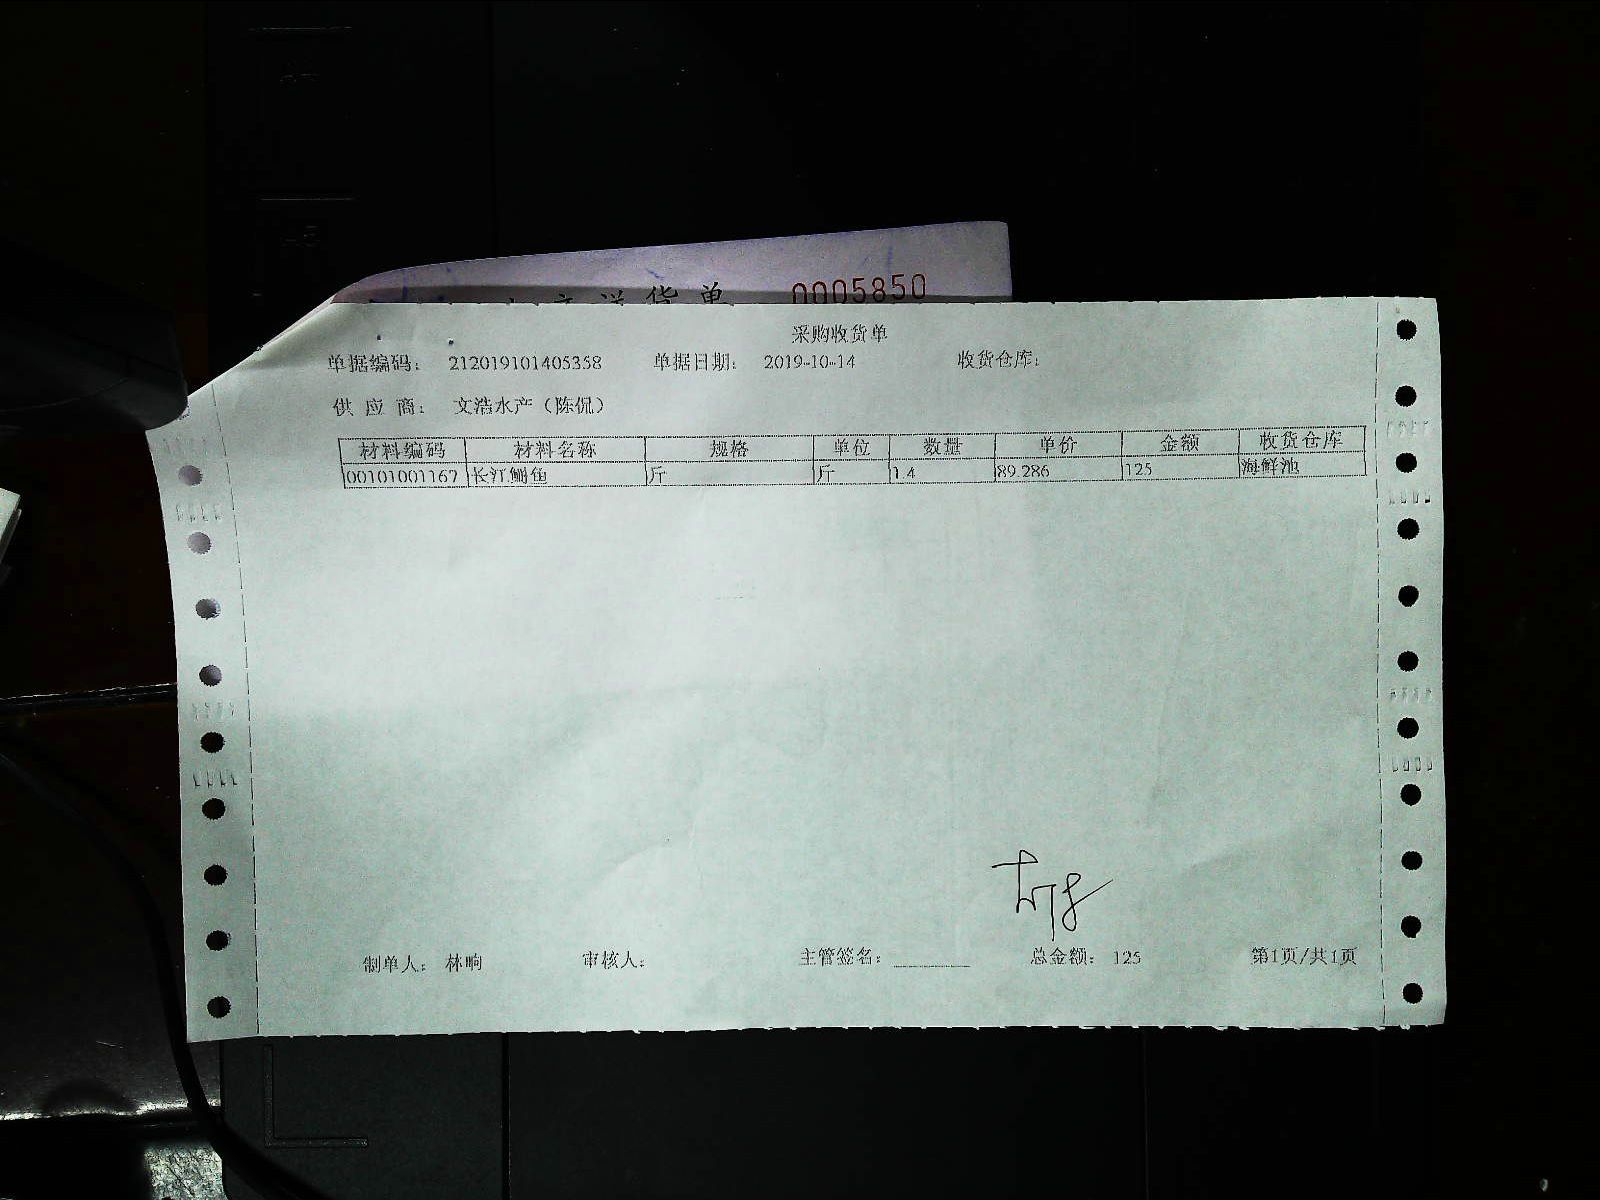 送货单 0005850
采购收货单
单据编码: 212019101405358 单据日期: 2019-10-14 收货仓库:
供应商: 文浩水产(陈侃)
材料编码 材料名称 规格 单位 数量 单价 金额 收货仓库
00101001167 长江鮰鱼 斤 斤 1.4 89.286 125 海鲜池
制单人: 林晌 审核人: 主管签名: 总金额: 125 第1页/共1页